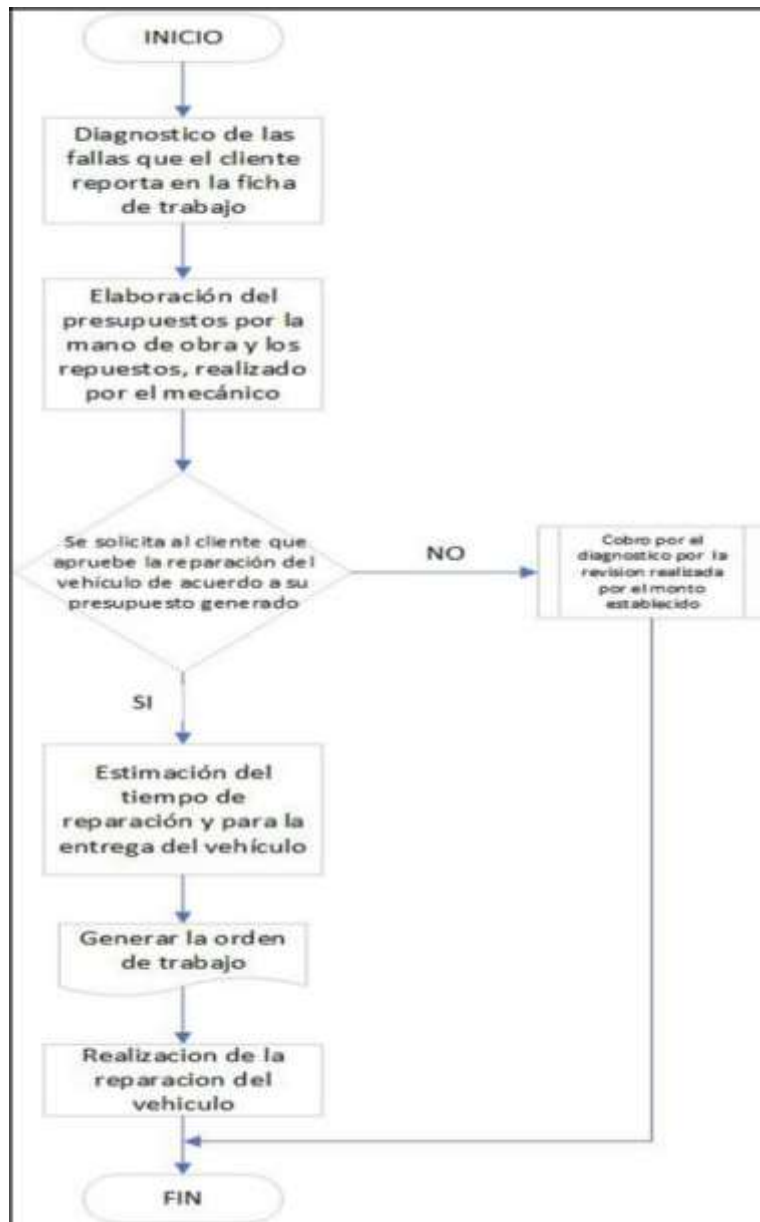 INICIO
Diagnostico de las
fallas que el cliente
reporta en la ficha
de trabajo
Elaboración del
presupuestos por la
mano de obra y los
repuestos, realizado
por el mecánico
Se solicita al cliente que
apruebe la reparación del
vehículo de acuerdo a su
presupuesto generado
NO
Cobro por el
diagnostico por la
revision realizada
por el monto
establecido
SI
Estimación del
tiempo de
reparación y para la
entrega del vehículo
Generar la orden
de trabajo
Realizacion de la
reparacion del
vehiculo
FIN